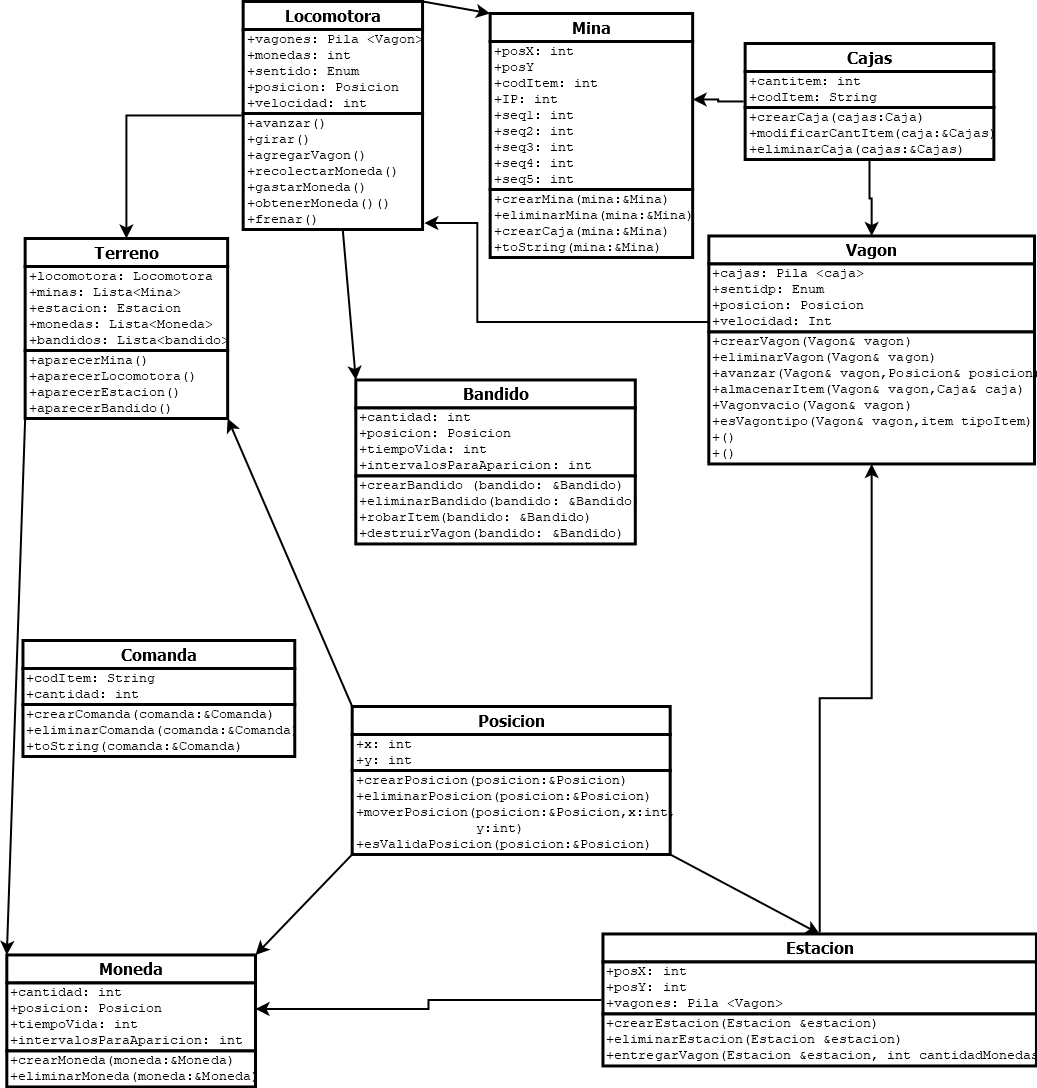 Locomotora
+vagones: Pila <Vagon>
+monedas: int
+sentido: Enum
+posicion: Posicion
+velocidad: int
+avanzar()
+girar()
+agregarVagon()
+recolectarMoneda()
+gastarMoneda()
+obtenerMoneda()()
+frenar()
Mina
+posX: int
+posY
+codItem: int
+IP: int
+seq1: int
+seq2: int
+seq3: int
+seq4: int
+seq5: int
+crearMina(mina:&Mina)
+eliminarMina(mina:&Mina)
+crearCaja(mina:&Mina)
+toString(mina:&Mina)
Cajas
+cantitem: int
+codItem: String
+crearCaja(cajas:Caja)
+modificarCantItem(caja:&Cajas)
+eliminarCaja(cajas:&Cajas)
Terreno
+locomotora: Locomotora
+minas: Lista<Mina>
+estacion: Estacion
+monedas: Lista<Moneda>
+bandidos: Lista<bandido>
+aparecerMina()
+aparecerLocomotora()
+aparecerEstacion()
+aparecerBandido()
Vagon
+cajas: Pila <caja>
+sentidp: Enum
+posicion: Posicion
+velocidad: Int
+crearVagon(Vagon& vagon)
+eliminarVagon(Vagon& vagon)
+avanzar(Vagon& vagon,Posicion& posicion
+almacenarItem(Vagon& vagon,Caja& caja)
+Vagonvacio(Vagon& vagon)
+esVagontipo(Vagon& vagon,item tipoItem)
+()
+()
Bandido
+cantidad: int
+posicion: Posicion
+tiempoVida: int
+intervalosParaAparicion: int
+crearBandido (bandido: &Bandido)
+eliminarBandido(bandido: &Bandido
+robarItem(bandido: &Bandido)
+destruirVagon(bandido: &Bandido)
Comanda
+codItem: String
+cantidad: int
+crearComanda(comanda:&Comanda)
+eliminarComanda(comanda:&Comanda)
+toString(comanda:&Comanda)
Posicion
+x: int
+y: int
+crearPosicion(posicion:&Posicion)
+eliminarPosicion(posicion:&Posicion)
+moverPosicion(posicion:&Posicion,x:int,
y:int)
+esValidaPosicion(posicion:&Posicion)
Moneda
+cantidad: int
+posicion: Posicion
+tiempoVida: int
+intervalosParaAparicion: int
+crearMoneda(moneda:&Moneda)
+eliminarMoneda(moneda:&Moneda)
Estacion
+posX: int
+posY: int
+vagones: Pila <Vagon>
+crearEstacion(Estacion &estacion)
+eliminarEstacion(Estacion &estacion)
+entregarVagon(Estacion &estacion, int cantidadMonedas